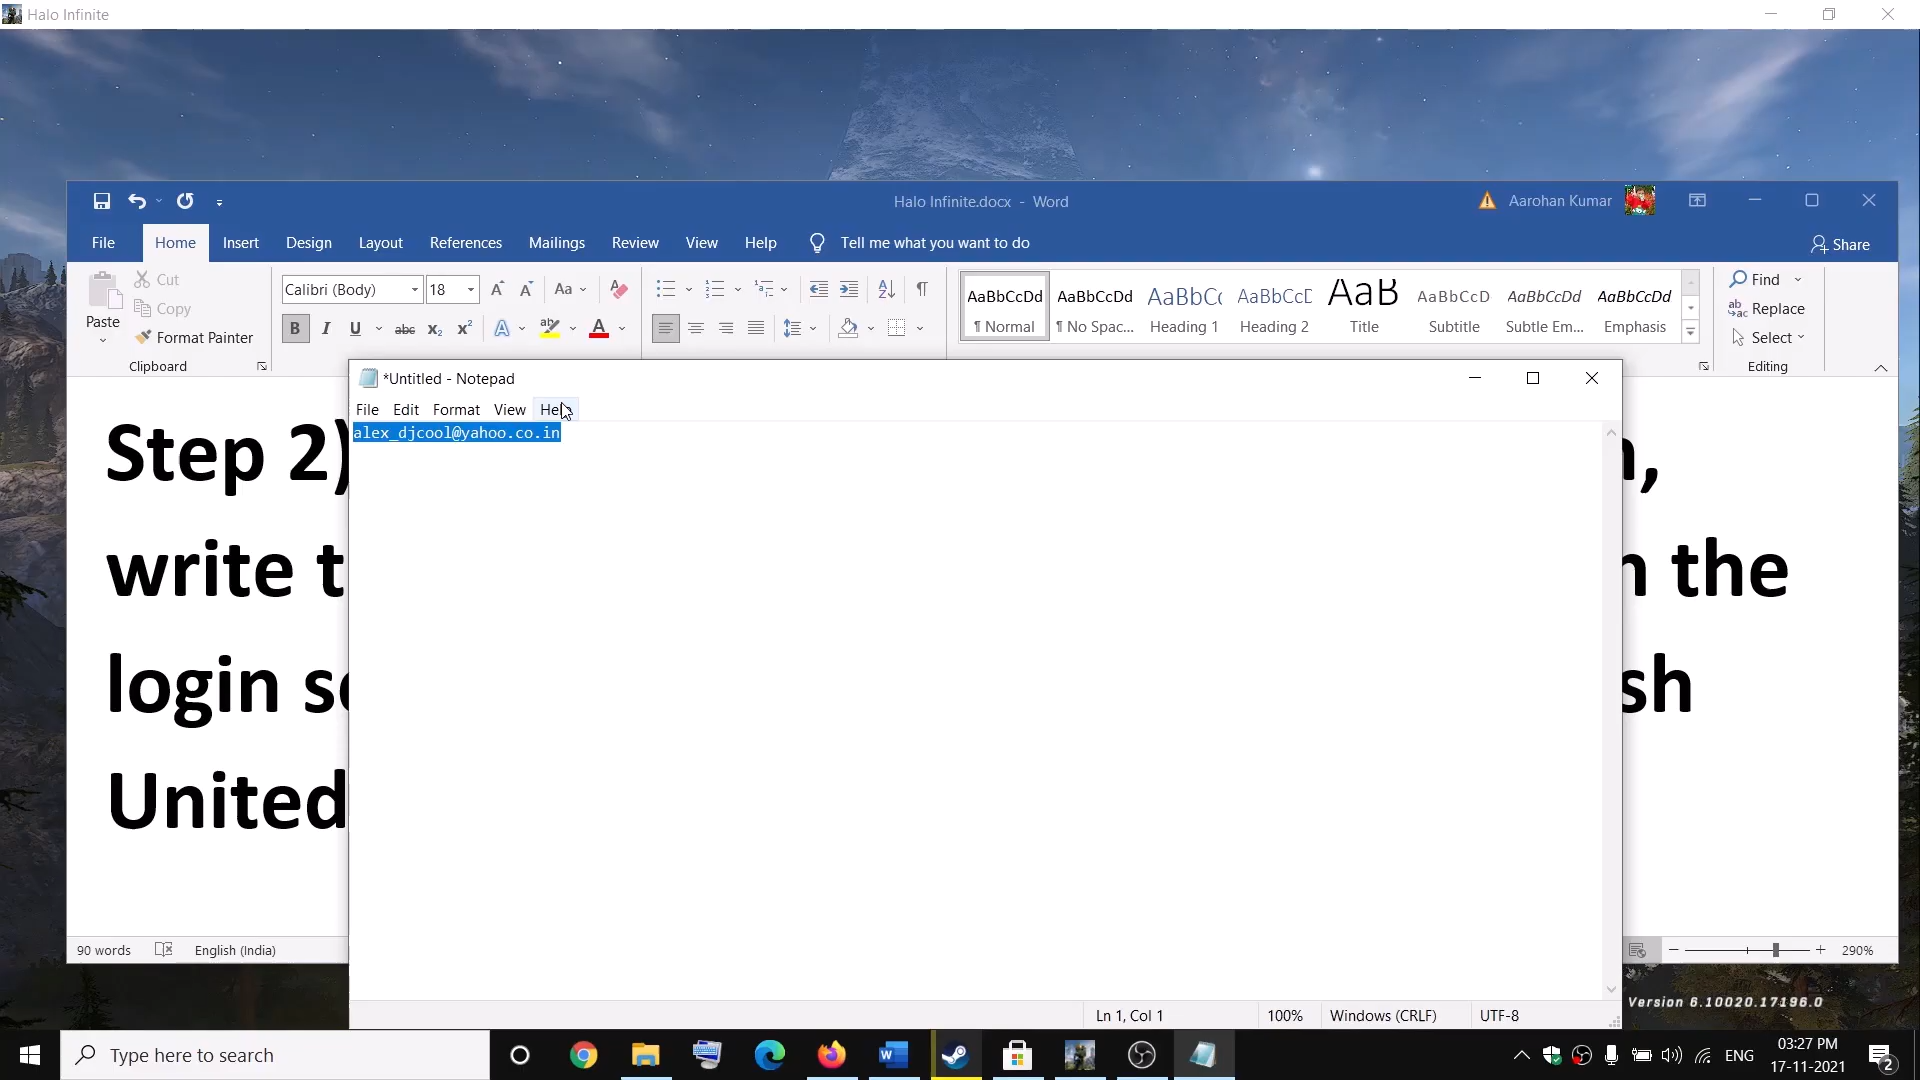 Halo Infinite
Halo Infinite.docx - Word
Aarohan Kumar
File Home Insert Design Layout References Mailings Review View Help Tell me what you want to do
Share
Paste
Cut
Copy
Format Painter
Clipboard
Calibri (Body) 18
AaBbCcDd
¶ Normal
AaBbCcDd
¶ No Spac...
AaBbCc
Heading 1
AaBbCcD
Heading 2
AaB
Title
AaBbCcD
Subtitle
AaBbCcDd
Subtle Em...
AaBbCcDd
Emphasis
Find
Replace
Select
Editing
*Untitled - Notepad
File Edit Format View Help
alex_djcool@yahoo.co.in
Step 2)
write t
the
login s
sh
United
Ln 1, Col 1 100% Windows (CRLF) UTF-8
90 words English (India) 290%
Version 6.10020.17196.0
Type here to search
ENG
03:27 PM
17-11-2021
2